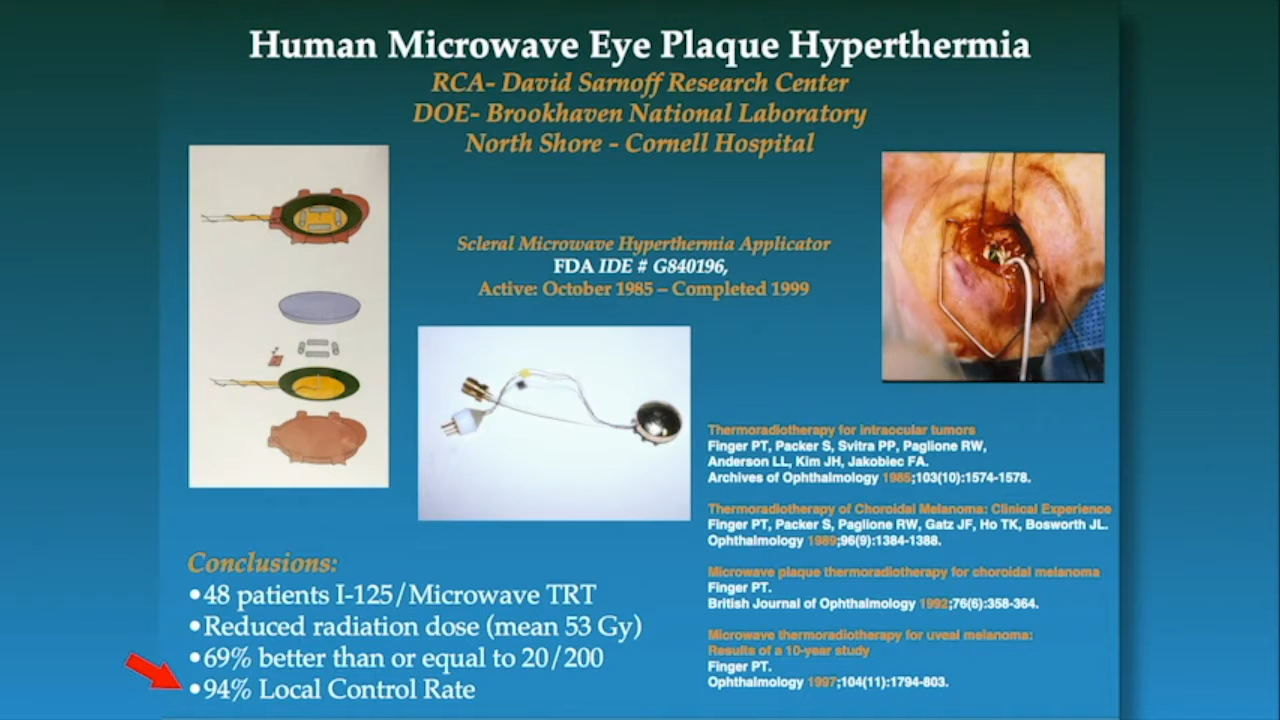 Human Microwave Eye Plaque Hyperthermia
RCA- David Sarnoff Research Center
DOE- Brookhaven National Laboratory
North Shore - Cornell Hospital
Scleral Microwave Hyperthermia Applicator
FDA IDE # G840196,
Active: October 1985 – Completed 1999
Thermoradiotherapy for intraocular tumors
Finger PT, Packer S, Svitra PP, Paglione RW,
Anderson LL, Kim JH, Jakobiec FA.
Archives of Ophthalmology 1985;103(10):1574-1578.
Thermoradiotherapy of Choroidal Melanoma: Clinical Experience
Finger PT, Packer S, Paglione RW, Gatz JF, Ho TK, Bosworth JL.
Ophthalmology 1989;96(9):1384-1388.
Microwave plaque thermoradiotherapy for choroidal melanoma
Finger PT.
British Journal of Ophthalmology 1992;76(6):358-364.
Microwave thermoradiotherapy for uveal melanoma:
Results of a 10-year study
Finger PT.
Ophthalmology 1997;104(11):1794-803.
Conclusions:
•48 patients I-125/Microwave TRT
•Reduced radiation dose (mean 53 Gy)
•69% better than or equal to 20/200
•94% Local Control Rate